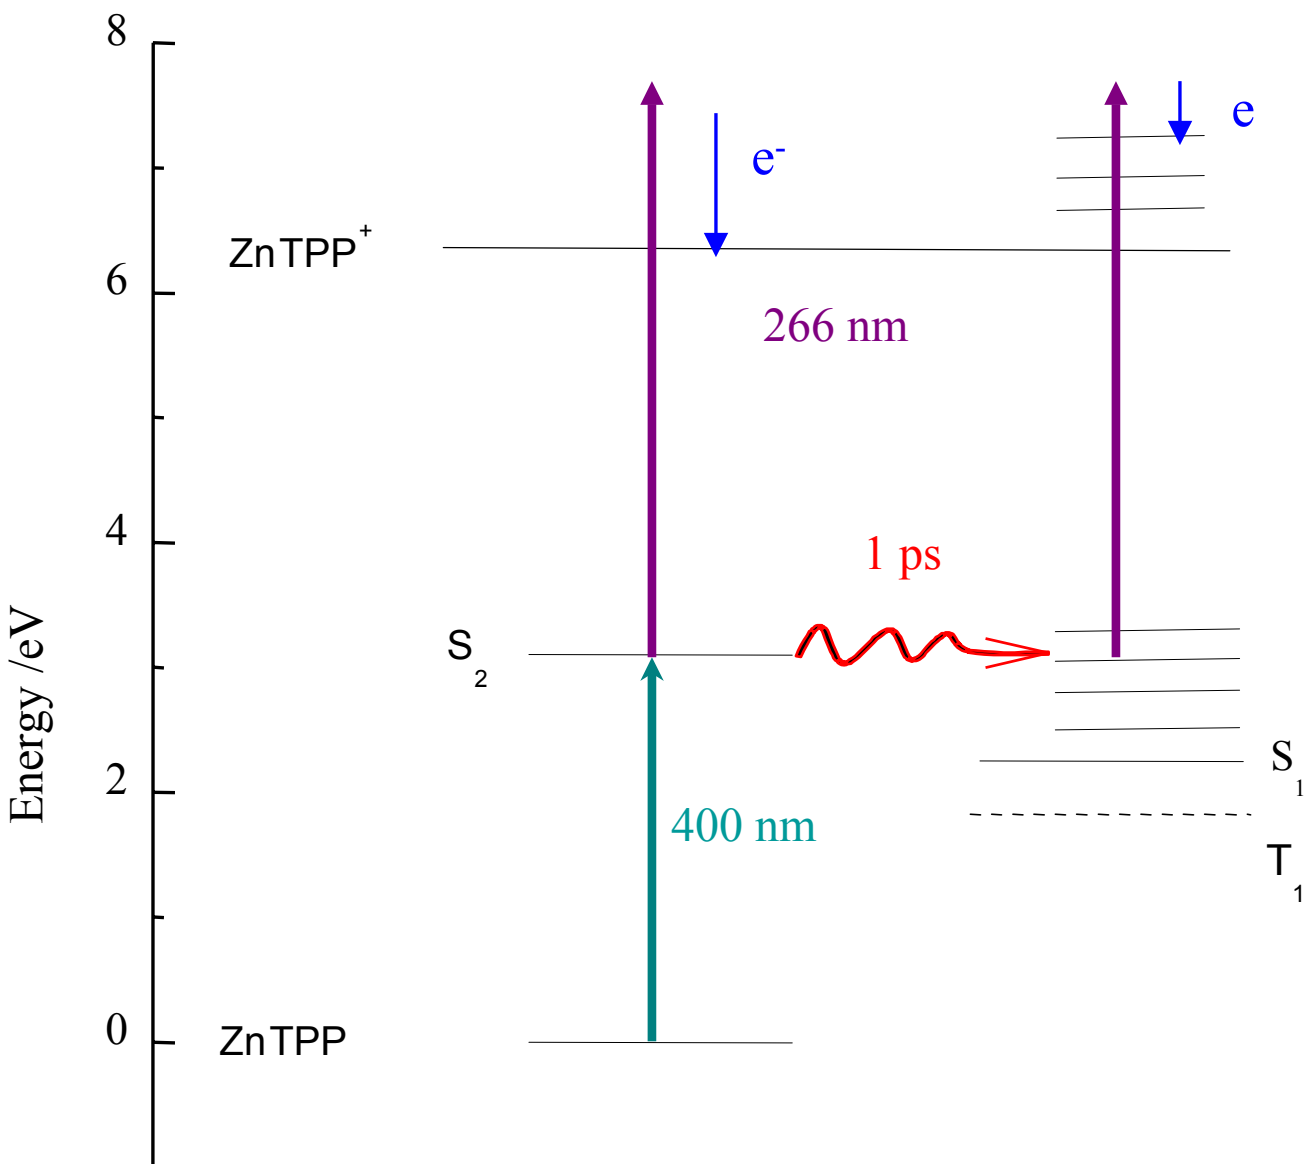 8
e
e-
ZnTPP+
6
266 nm
4
1 ps
S2
Energy /eV
S1
2
400 nm
T1
0
ZnTPP